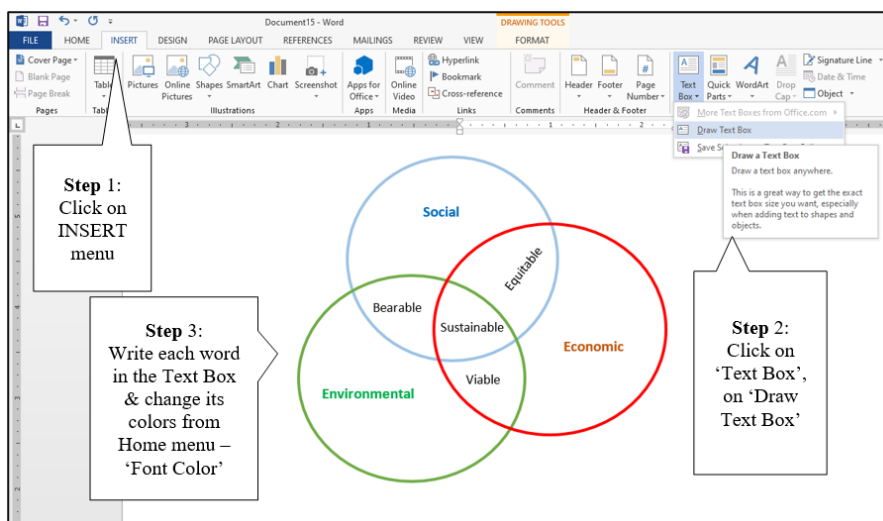 Document15 - Word
DRAWING TOOLS
FILE HOME INSERT DESIGN PAGE LAYOUT REFERENCES MAILINGS REVIEW VIEW FORMAT
Cover Page
Blank Page
Page Break
Pages
Table
Pictures Online Pictures Shapes SmartArt Chart Screenshot
Illustrations
Apps for Office
Apps
Online Video
Media
Hyperlink
Bookmark
Cross-reference
Links
Comment
Comments
Header Footer Page Number
Header & Footer
Text Box Quick Parts WordArt Drop Cap
Signature Line
Date & Time
Object
More Text Boxes from Office.com
Draw Text Box
Draw a Text Box
Draw a text box anywhere.
This is a great way to get the exact
text box size you want, especially
when adding text to shapes and
objects.
Step 1:
Click on
INSERT
menu
Social
Equitable
Bearable
Sustainable
Economic
Viable
Environmental
Step 3:
Write each word
in the Text Box
& change its
colors from
Home menu –
‘Font Color’
Step 2:
Click on
‘Text Box’,
on ‘Draw
Text Box’